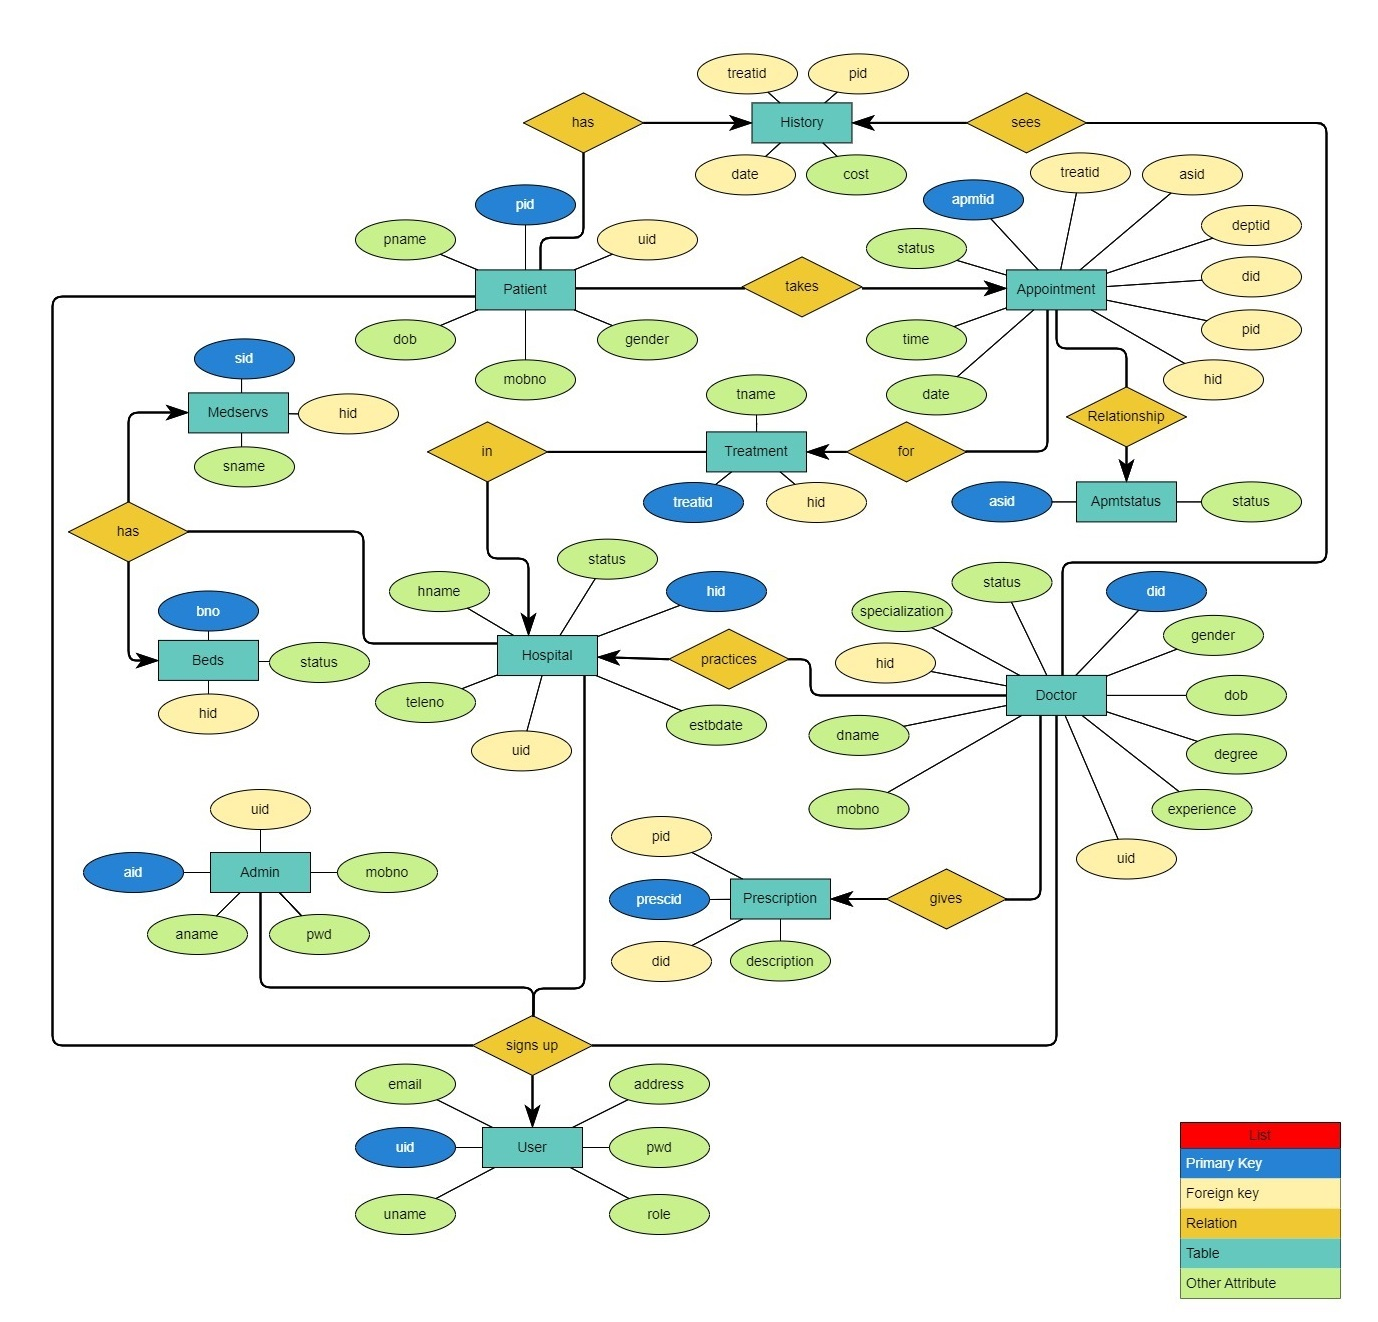 treatid
pid
has
History
sees
date
cost
treatid
asid
pid
apmtid
pname
uid
status
deptid
Patient
takes
Appointment
did
dob
gender
time
pid
mobno
date
hid
sid
Medservs
hid
sname
tname
Relationship
in
Treatment
for
treatid
hid
asid
Apmtstatus
status
has
status
hname
hid
status
did
bno
specialization
gender
Beds
status
Hospital
practices
hid
Doctor
dob
hid
teleno
estbdate
dname
degree
uid
mobno
experience
uid
pid
uid
aid
Admin
mobno
prescid
Prescription
gives
aname
pwd
did
description
signs up
email
address
uid
User
pwd
uname
role
List
Primary Key
Foreign key
Relation
Table
Other Attribute